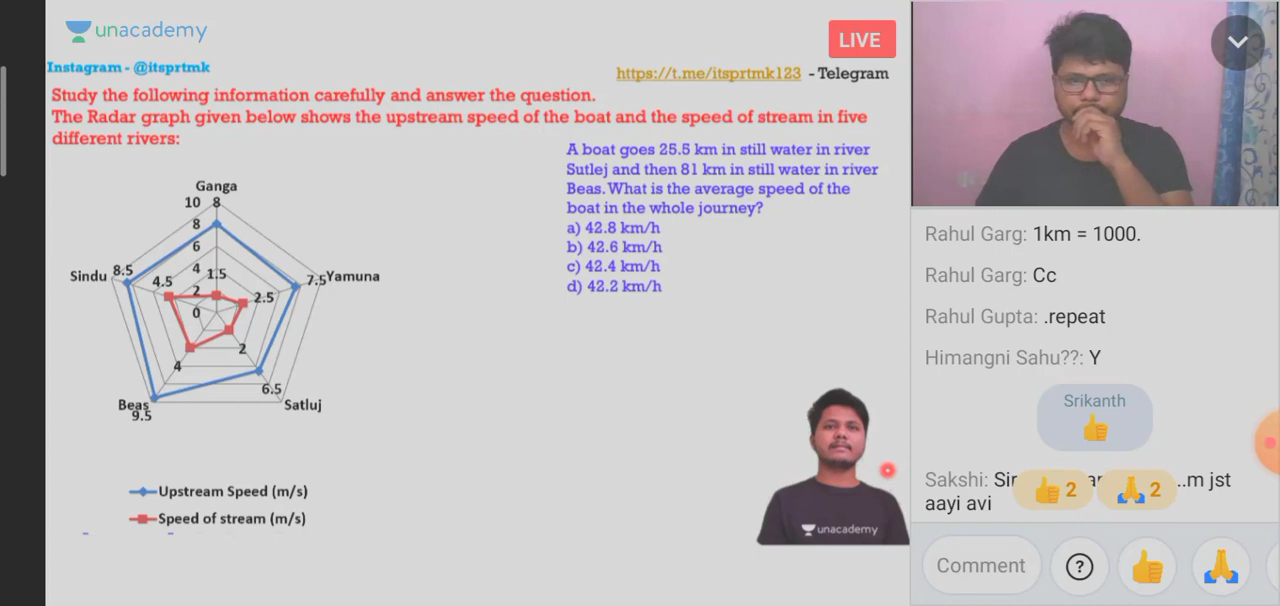 unacademy
LIVE
Instagram - @itsprtmk
https://t.me/itsprtmk123 - Telegram
Study the following information carefully and answer the question.
The Radar graph given below shows the upstream speed of the boat and the speed of stream in five
different rivers:
A boat goes 25.5 km in still water in river
Sutlej and then 81 km in still water in river
Beas. What is the average speed of the
boat in the whole journey?
a) 42.8 km/h
b) 42.6 km/h
c) 42.4 km/h
d) 42.2 km/h
Ganga
10 8
8
6
4 1.5
2
0
Sindu 8.5
4.5
7.5 Yamuna
2.5
2
4
6.5
Beas
9.5
Satluj
Upstream Speed (m/s)
Speed of stream (m/s)
unacademy
Rahul Garg: 1km = 1000.
Rahul Garg: Cc
Rahul Gupta: .repeat
Himangni Sahu??: Y
Srikanth
👍
Sakshi: 👍 2 🙏 2 ..m jst
aayi avi
Comment ?